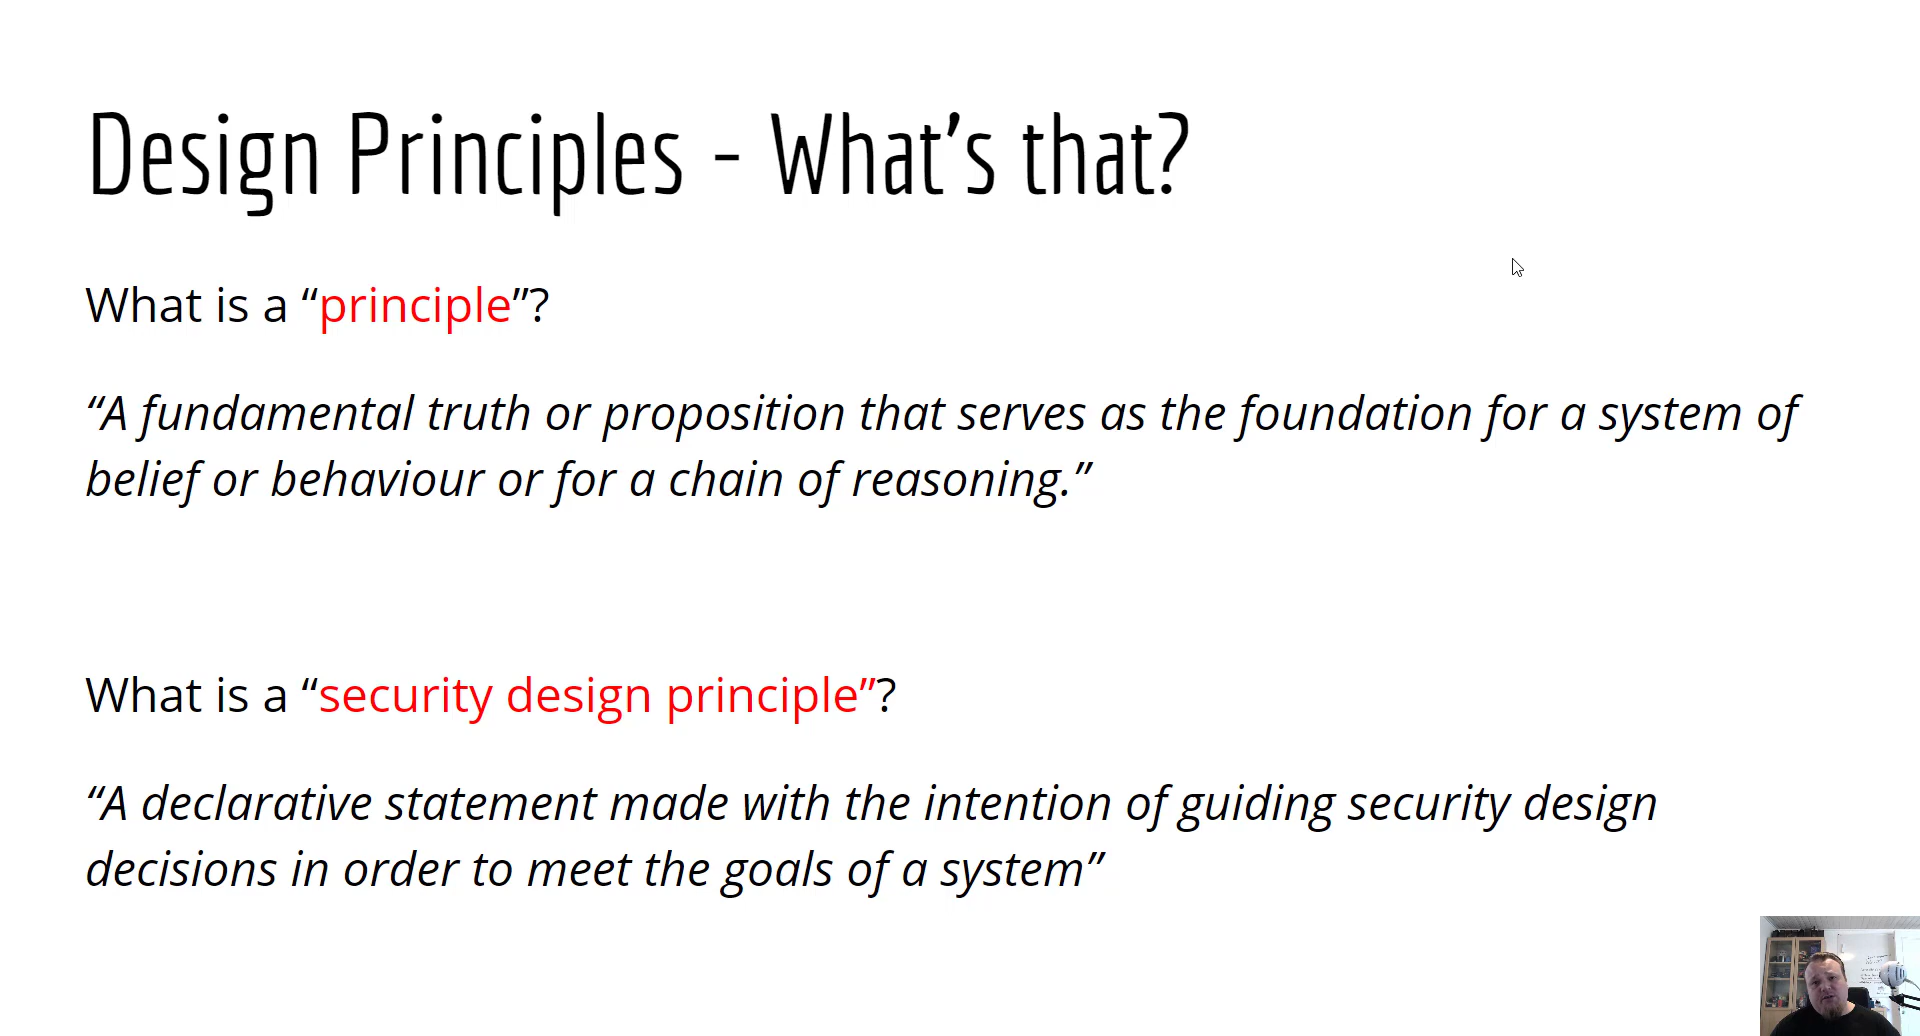 Design Principles - What's that?
What is a “principle”?
“A fundamental truth or proposition that serves as the foundation for a system of
belief or behaviour or for a chain of reasoning.”
What is a “security design principle”?
“A declarative statement made with the intention of guiding security design
decisions in order to meet the goals of a system”